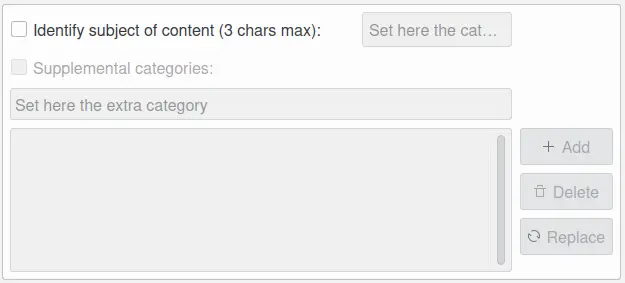 Identify subject of content (3 chars max): Set here the cat…
Supplemental categories:
Set here the extra category
Add
Delete
Replace